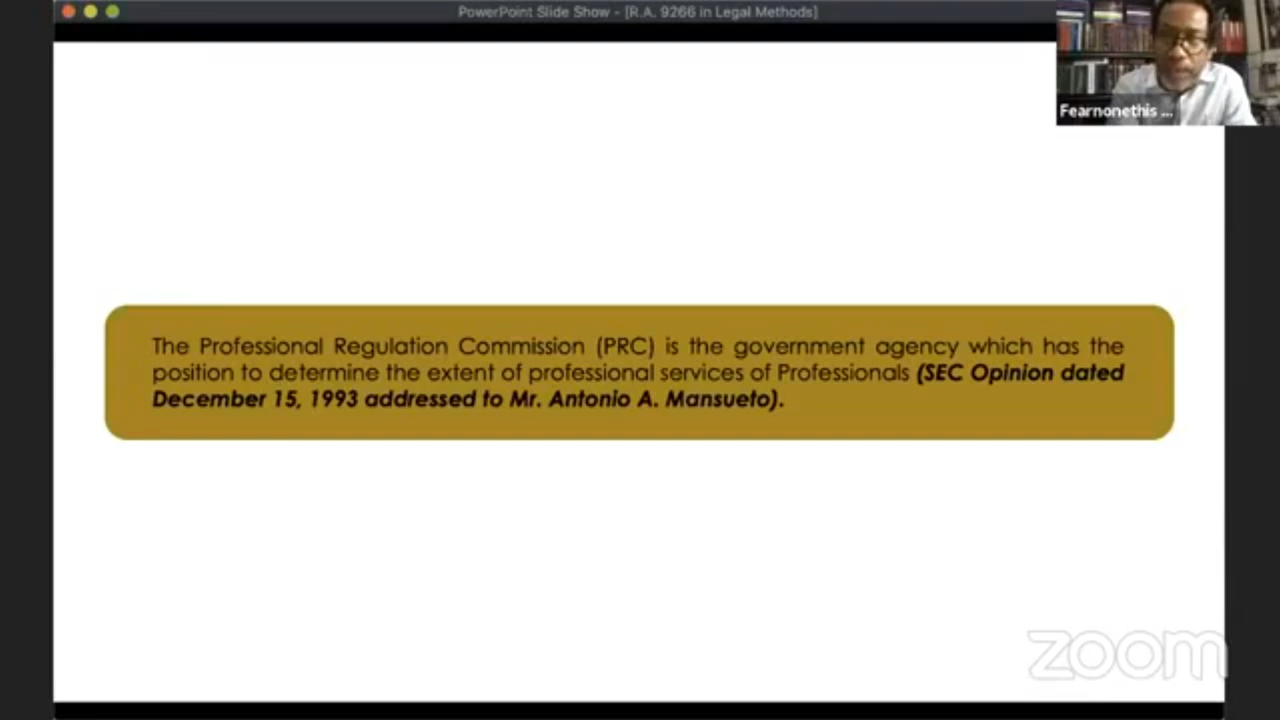 PowerPoint Slide Show - [R.A. 9266 in Legal Methods]
Fearnonethis ...
The Professional Regulation Commission (PRC) is the government agency which has the
position to determine the extent of professional services of Professionals (SEC Opinion dated
December 15, 1993 addressed to Mr. Antonio A. Mansueto).
zoom